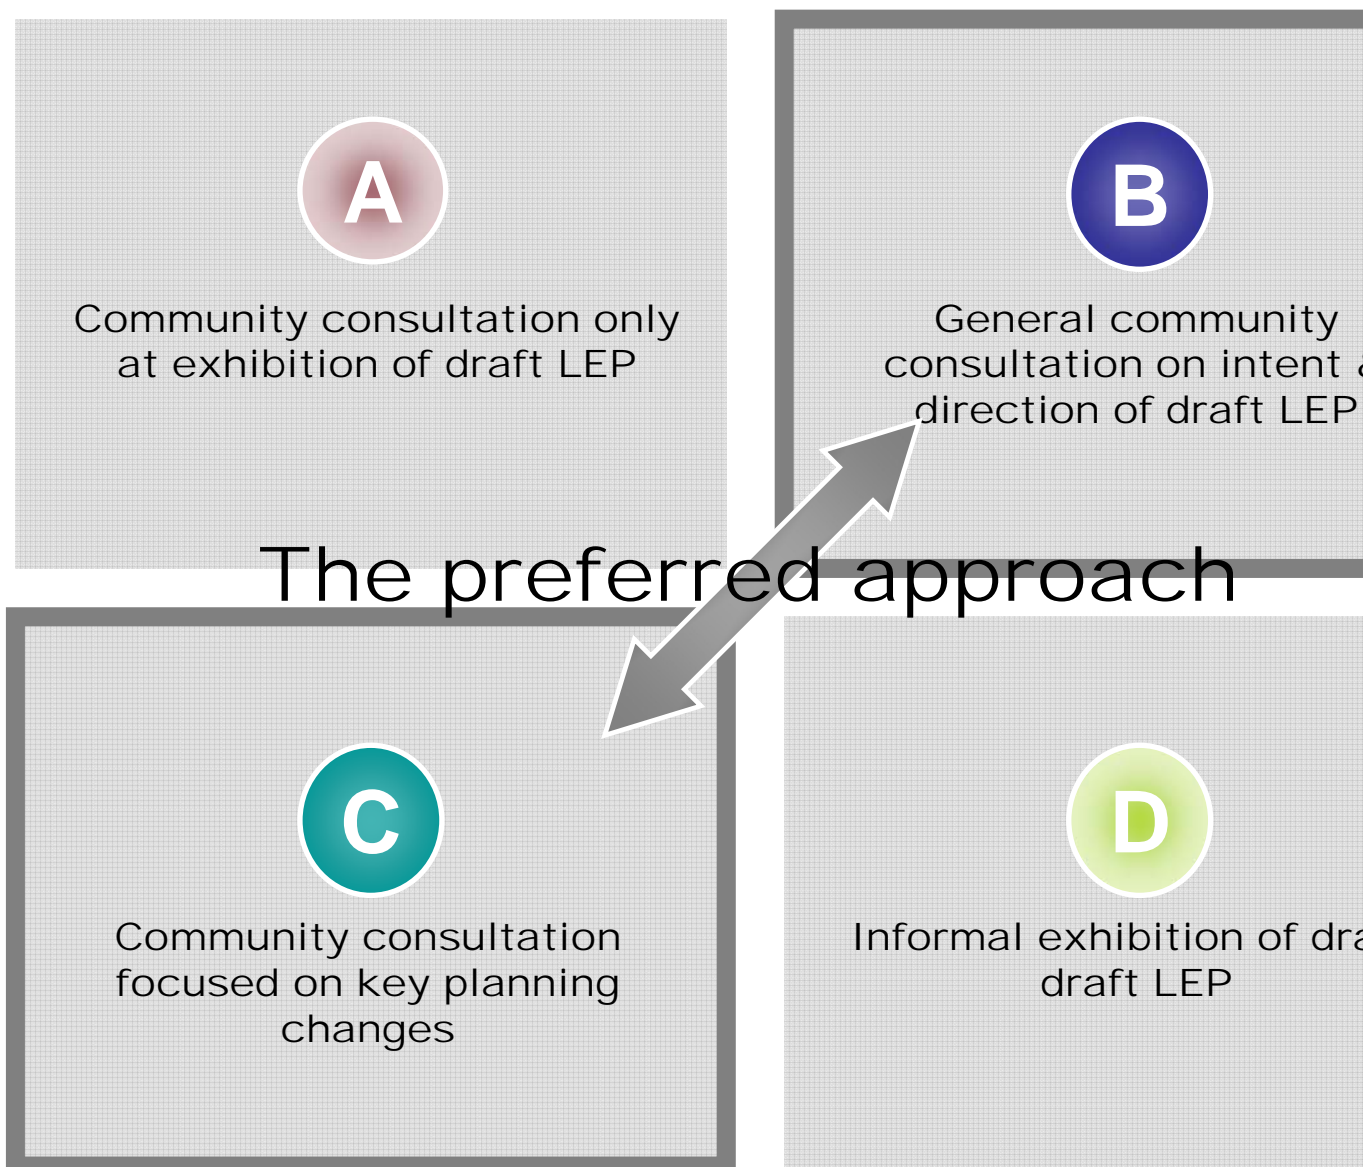 A
Community consultation only
at exhibition of draft LEP
B
General community
consultation on intent
direction of draft LEP
The preferred approach
C
Community consultation
focused on key planning
changes
D
Informal exhibition of
draft LEP